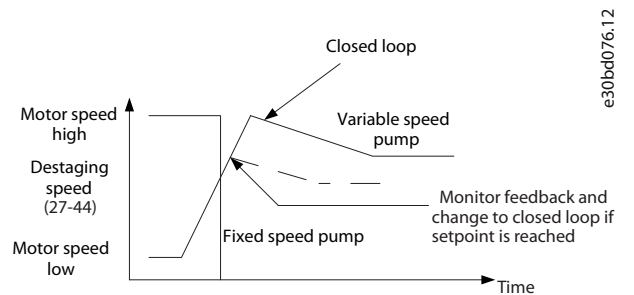 e30bd076.12
Closed loop
Motor speed
high
Variable speed
pump
Destaging
speed
(27-44)
Monitor feedback and
change to closed loop if
setpoint is reached
Fixed speed pump
Motor speed
low
Time